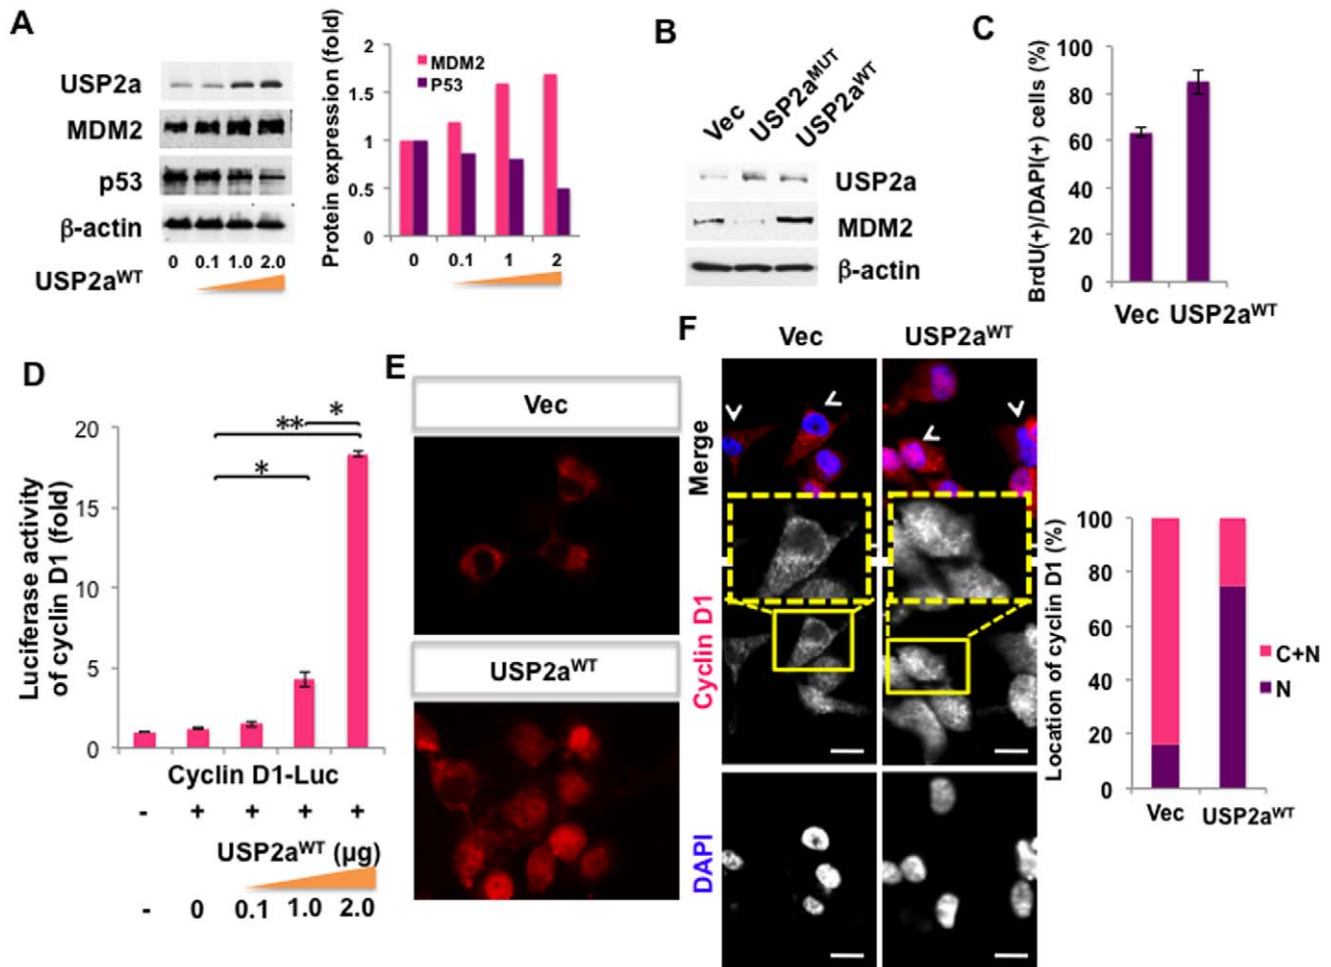 A
USP2a
MDM2
p53
β-actin
0 0.1 1.0 2.0
USP2aWT
Protein expression (fold)
2
1.5
1
0.5
0
MDM2
P53
0 0.1 1 2
B
Vec USP2aMUT USP2aWT
USP2a
MDM2
β-actin
C
BrdU(+)/DAPI(+) cells (%)
100
80
60
40
20
0
Vec USP2aWT
D
Luciferase activity
of cyclin D1 (fold)
20
15
10
5
0
** *
*
Cyclin D1-Luc
- + + + +
USP2aWT (µg)
- 0 0.1 1.0 2.0
E
Vec
USP2aWT
F
Vec USP2aWT
Merge
Cyclin D1
DAPI
Location of cyclin D1 (%)
100
80
60
40
20
0
C+N
N
Vec USP2aWT